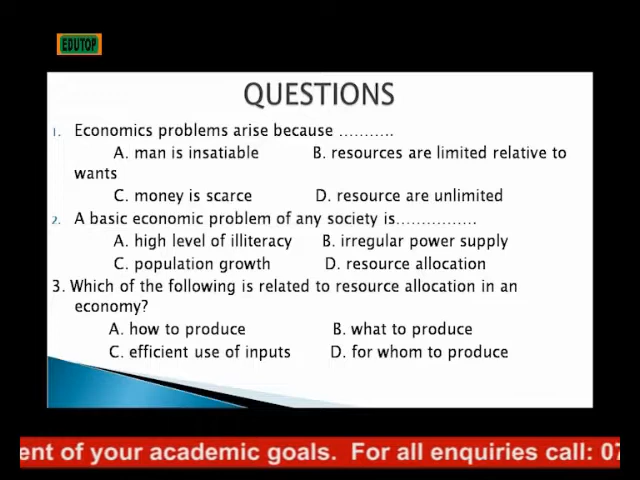 EDUTOP
QUESTIONS
1. Economics problems arise because ...........
A. man is insatiable B. resources are limited relative to
wants
C. money is scarce D. resource are unlimited
2. A basic economic problem of any society is................
A. high level of illiteracy B. irregular power supply
C. population growth D. resource allocation
3. Which of the following is related to resource allocation in an
economy?
A. how to produce B. what to produce
C. efficient use of inputs D. for whom to produce
ent of your academic goals. For all enquiries call: 07